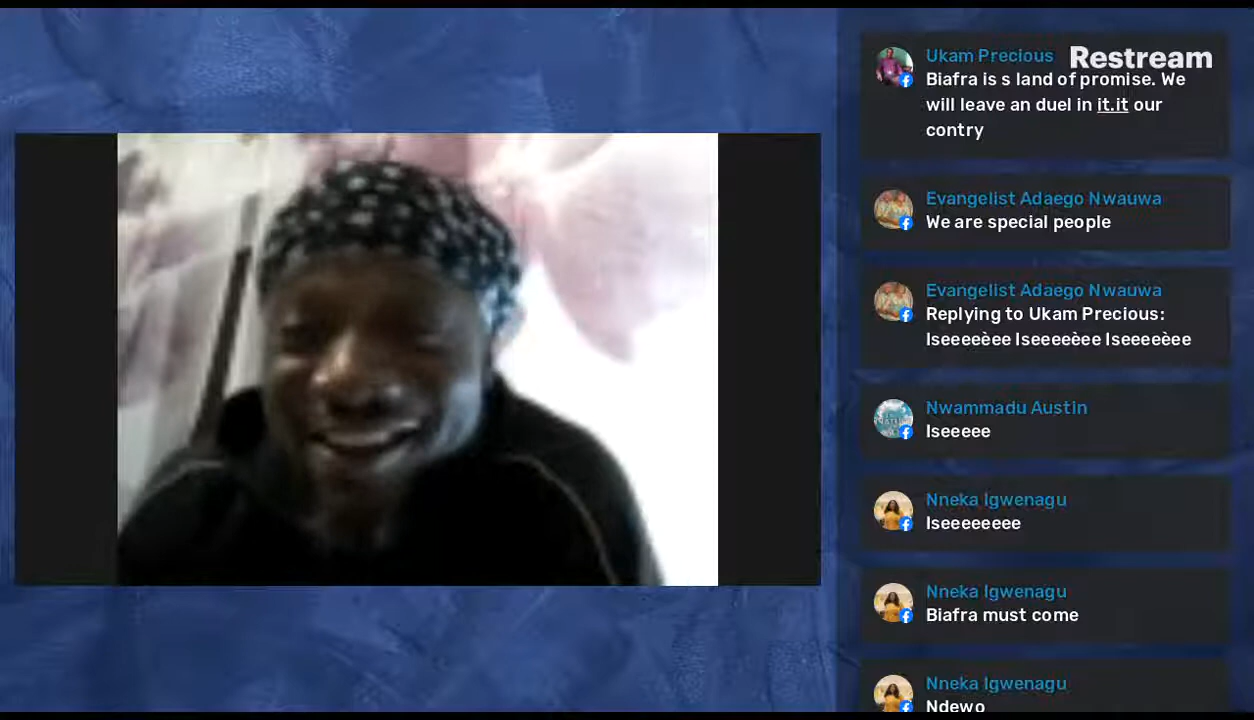 Restream
Ukam Precious
Biafra is s land of promise. We
will leave an duel in it.it our
contry
Evangelist Adaego Nwauwa
We are special people
Evangelist Adaego Nwauwa
Replying to Ukam Precious:
Iseeeeèee Iseeeeèee Iseeeeèee
Nwammadu Austin
Iseeeee
Nneka Igwenagu
Iseeeeeeee
Nneka Igwenagu
Biafra must come
Nneka Igwenagu
Ndewo